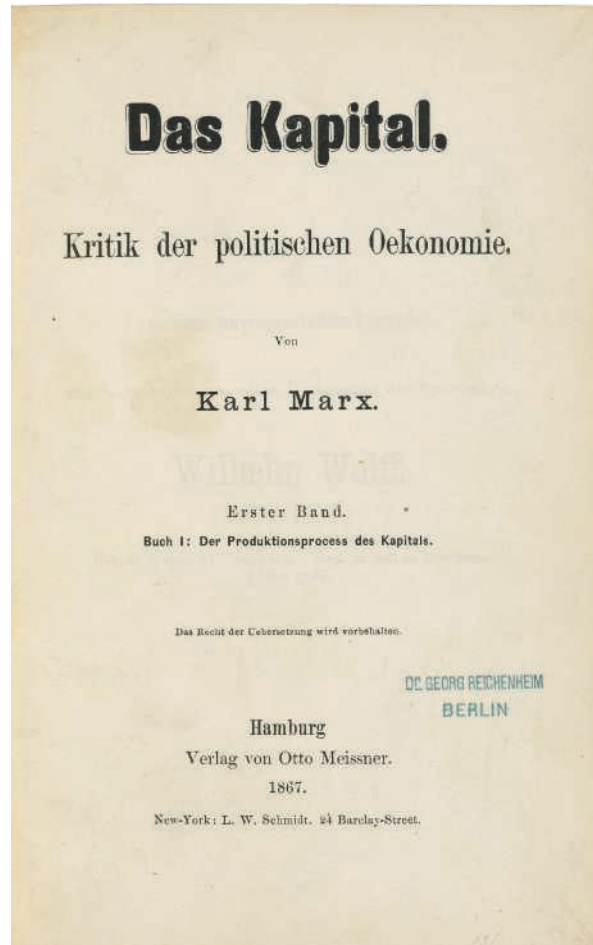 Das Kapital.
Kritik der politischen Oekonomie.
Von
Karl Marx.
Wilhelm Wolff.
Erster Band.
Buch I: Der Produktionsprocess des Kapitals.
Das Recht der Uebersetzung wird vorbehalten.
DR. GEORG REICHENHEIM
BERLIN
Hamburg
Verlag von Otto Meissner.
1867.
New-York: L. W. Schmidt. 24 Barclay-Street.